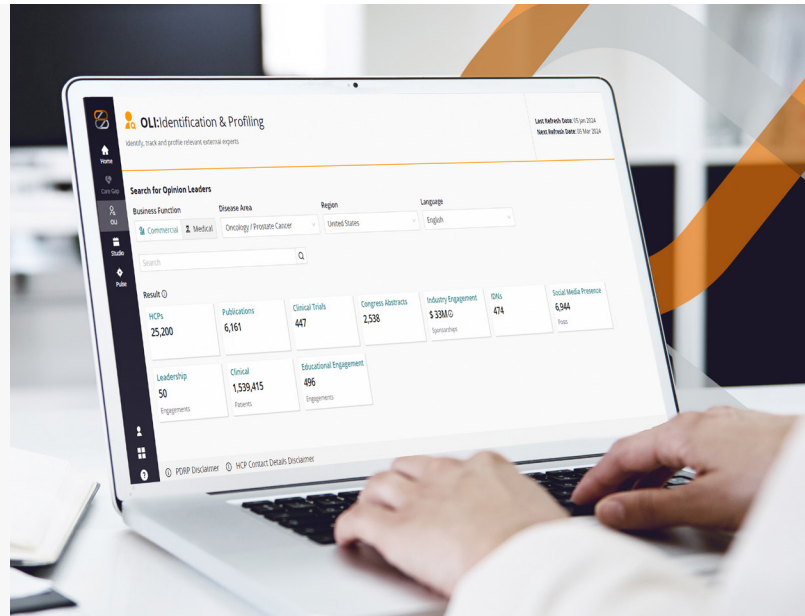 OLI:Identification & Profiling
Identify, track and profile relevant external experts
Last Refresh Date: 05 Jan 2024
Next Refresh Date: 06 Mar 2024
Home
Care Gap
OLI
Studio
Pulse
Search for Opinion Leaders
Business Function
Disease Area
Region
Language
Commercial
Medical
Oncology / Prostate Cancer
United States
English
Search
Result
HCPs
25,200
Publications
6,161
Clinical Trials
447
Congress Abstracts
2,538
Industry Engagement
$ 33M
Sponsorships
IDNs
474
Social Media Presence
6,944
Posts
Leadership
50
Engagements
Clinical
1,539,415
Patients
Educational Engagement
496
Engagements
PDRP Disclaimer
HCP Contact Details Disclaimer